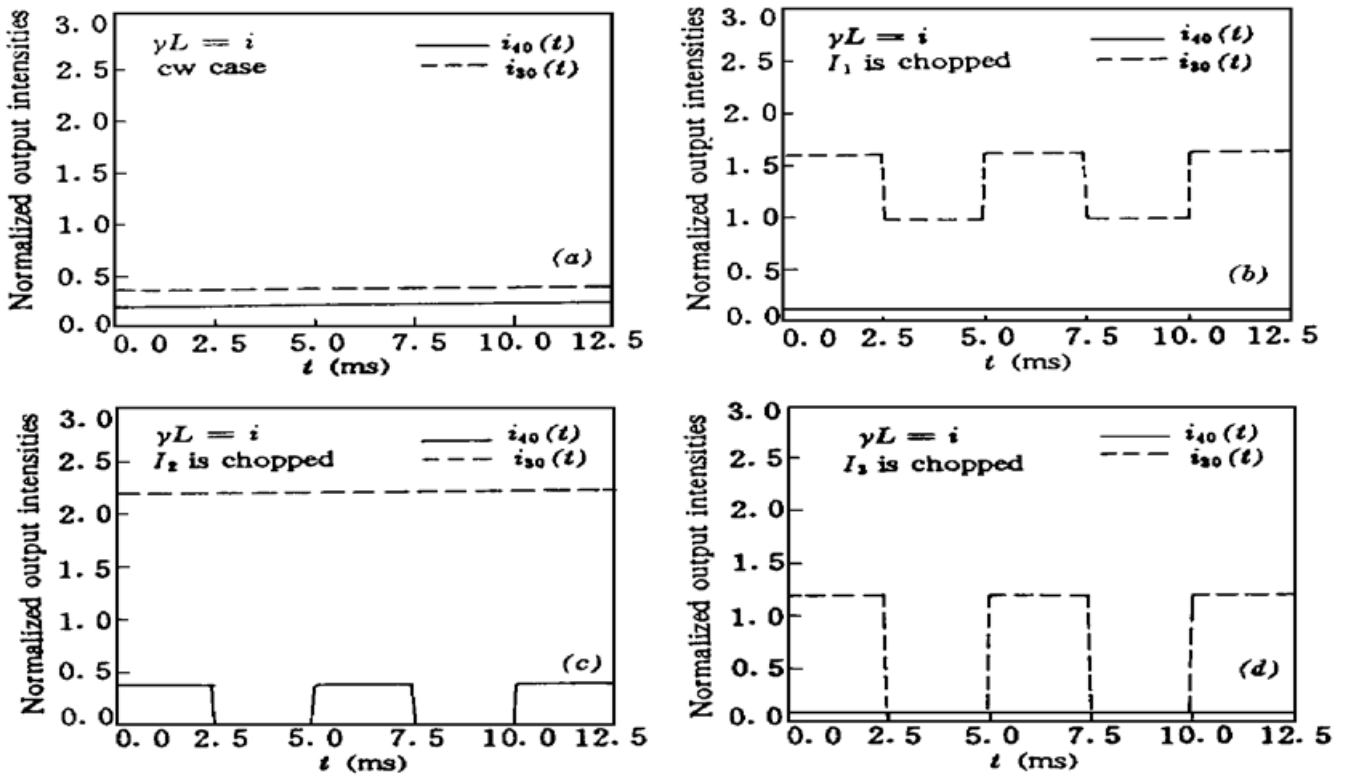 Normalized output intensities
3. 0
2. 5
2. 0
1. 5
1. 0
0. 5
0. 0
γL = i
cw case
i₄₀(t)
i₃₀(t)
(a)
0. 0 2. 5 5. 0 7. 5 10. 0 12. 5
t (ms)
Normalized output intensities
3. 0
2. 5
2. 0
1. 5
1. 0
0. 5
0. 0
γL = i
I₁ is chopped
i₄₀(t)
i₃₀(t)
(b)
0. 0 2. 5 5. 0 7. 5 10. 0 12. 5
t (ms)
Normalized output intensities
3. 0
2. 5
2. 0
1. 5
1. 0
0. 5
0. 0
γL = i
I₂ is chopped
i₄₀(t)
i₃₀(t)
(c)
0. 0 2. 5 5. 0 7. 5 10. 0 12. 5
t (ms)
Normalized output intensities
3. 0
2. 5
2. 0
1. 5
1. 0
0. 5
0. 0
γL = i
I₃ is chopped
i₄₀(t)
i₃₀(t)
(d)
0. 0 2. 5 5. 0 7. 5 10. 0 12. 5
t (ms)